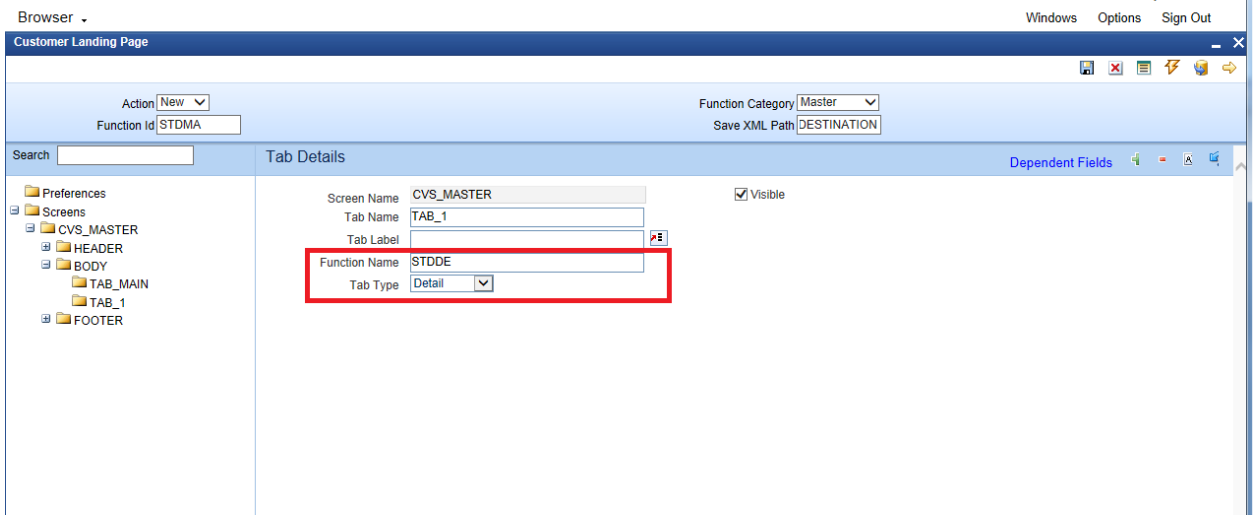 Browser
Windows Options Sign Out
Customer Landing Page
Action New
Function Category Master
Function Id STDMA
Save XML Path DESTINATION
Search
Tab Details
Dependent Fields
Preferences
Screens
CVS_MASTER
HEADER
BODY
TAB_MAIN
TAB_1
FOOTER
Screen Name CVS_MASTER
Visible
Tab Name TAB_1
Tab Label
Function Name STDDE
Tab Type Detail